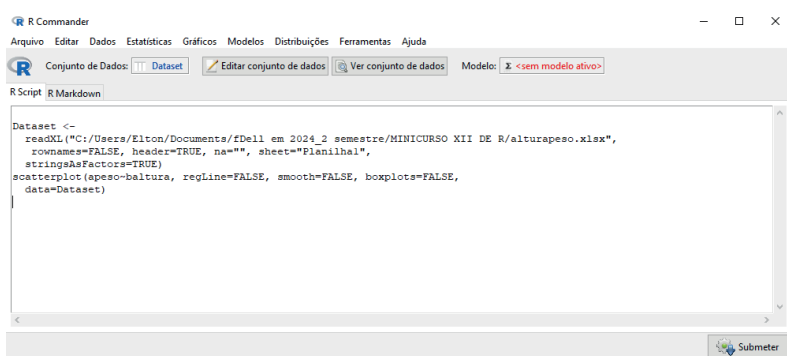 R Commander
Arquivo Editar Dados Estatísticas Gráficos Modelos Distribuições Ferramentas Ajuda
R Conjunto de Dados: Dataset Editar conjunto de dados Ver conjunto de dados Modelo: Σ <sem modelo ativo>
R Script R Markdown
Dataset <-
readXL("C:/Users/Elton/Documents/fDell em 2024_2 semestre/MINICURSO XII DE R/alturapeso.xlsx",
rownames=FALSE, header=TRUE, na="", sheet="Planilha1",
stringsAsFactors=TRUE)
scatterplot(apeso~baltura, regLine=FALSE, smooth=FALSE, boxplots=FALSE,
data=Dataset)
Submeter